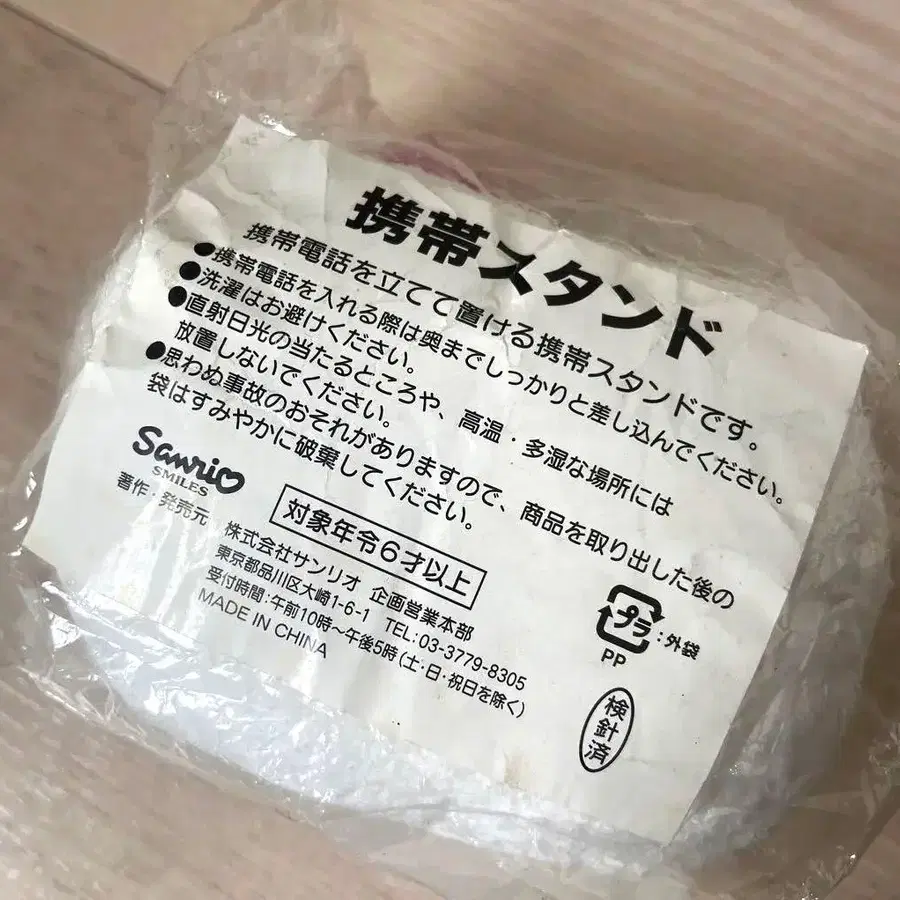 携帯スタンド
携帯電話を立てて置ける携帯スタンドです。
●携帯電話を入れる際は奥までしっかりと差し込んでください。
●洗濯はお避けください。
●直射日光の当たるところや、高温・多湿な場所には
放置しないでください。
●思わぬ事故のおそれがありますので、商品を取り出した後の
袋はすみやかに破棄してください。
Sanrio
SMILES
対象年令6才以上
著作・発売元 株式会社サンリオ 企画営業本部
東京都品川区大崎1-6-1 TEL:03-3779-8305
受付時間:午前10時〜午後5時(土・日・祝日を除く)
MADE IN CHINA
プラ:外袋
PP
検針済